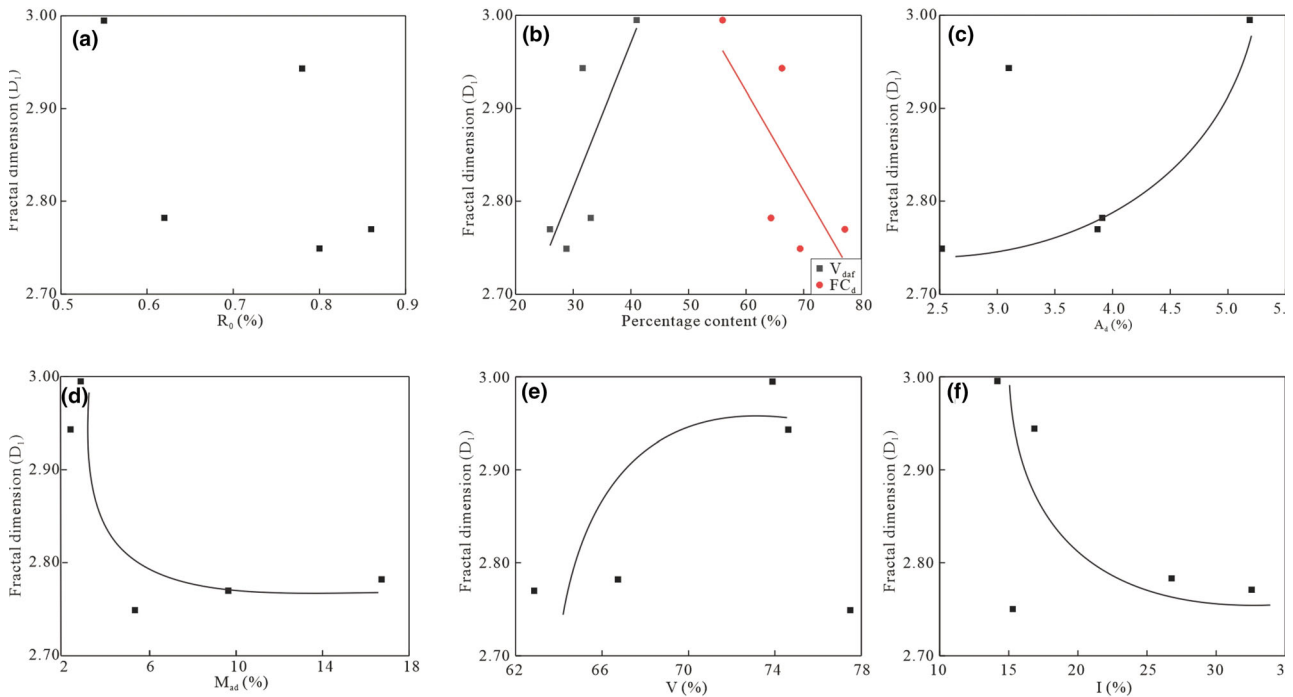 (a)
3.00
2.90
2.80
2.70
Fractal dimension (D1)
0.5 0.6 0.7 0.8 0.9
R0 (%)
(b)
3.00
2.90
2.80
2.70
Fractal dimension (D1)
20 30 40 50 60 70 80
Percentage content (%)
Vdaf
FCd
(c)
3.00
2.90
2.80
2.70
Fractal dimension (D1)
2.5 3.0 3.5 4.0 4.5 5.0 5.
Ad (%)
(d)
3.00
2.90
2.80
2.70
Fractal dimension (D1)
2 6 10 14 18
Mad (%)
(e)
3.00
2.90
2.80
2.70
Fractal dimension (D1)
62 66 70 74 78
V (%)
(f)
3.00
2.90
2.80
2.70
Fractal dimension (D1)
10 15 20 25 30
I (%)